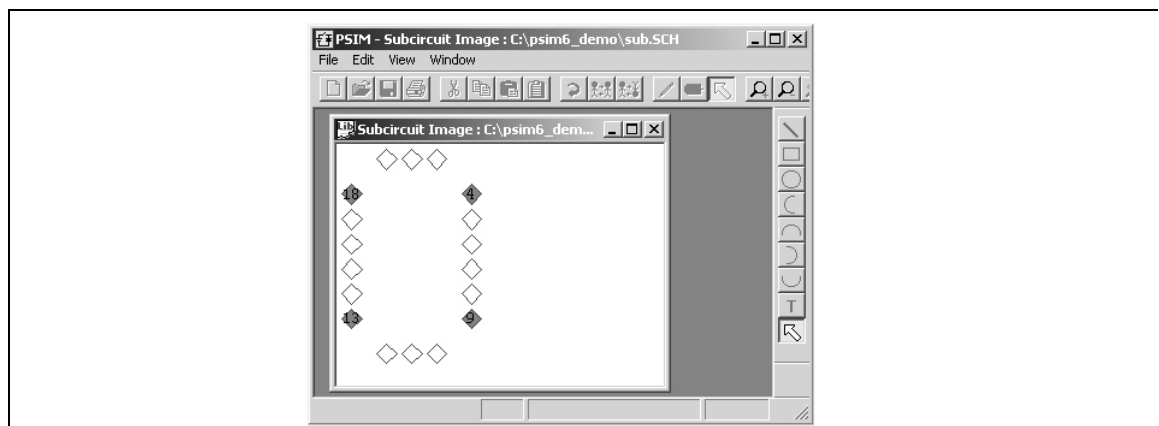 PSIM - Subcircuit Image : C:\psim6_demo\sub.SCH
File Edit View Window
Subcircuit Image : C:\psim6_dem...
18 4
13 9
T